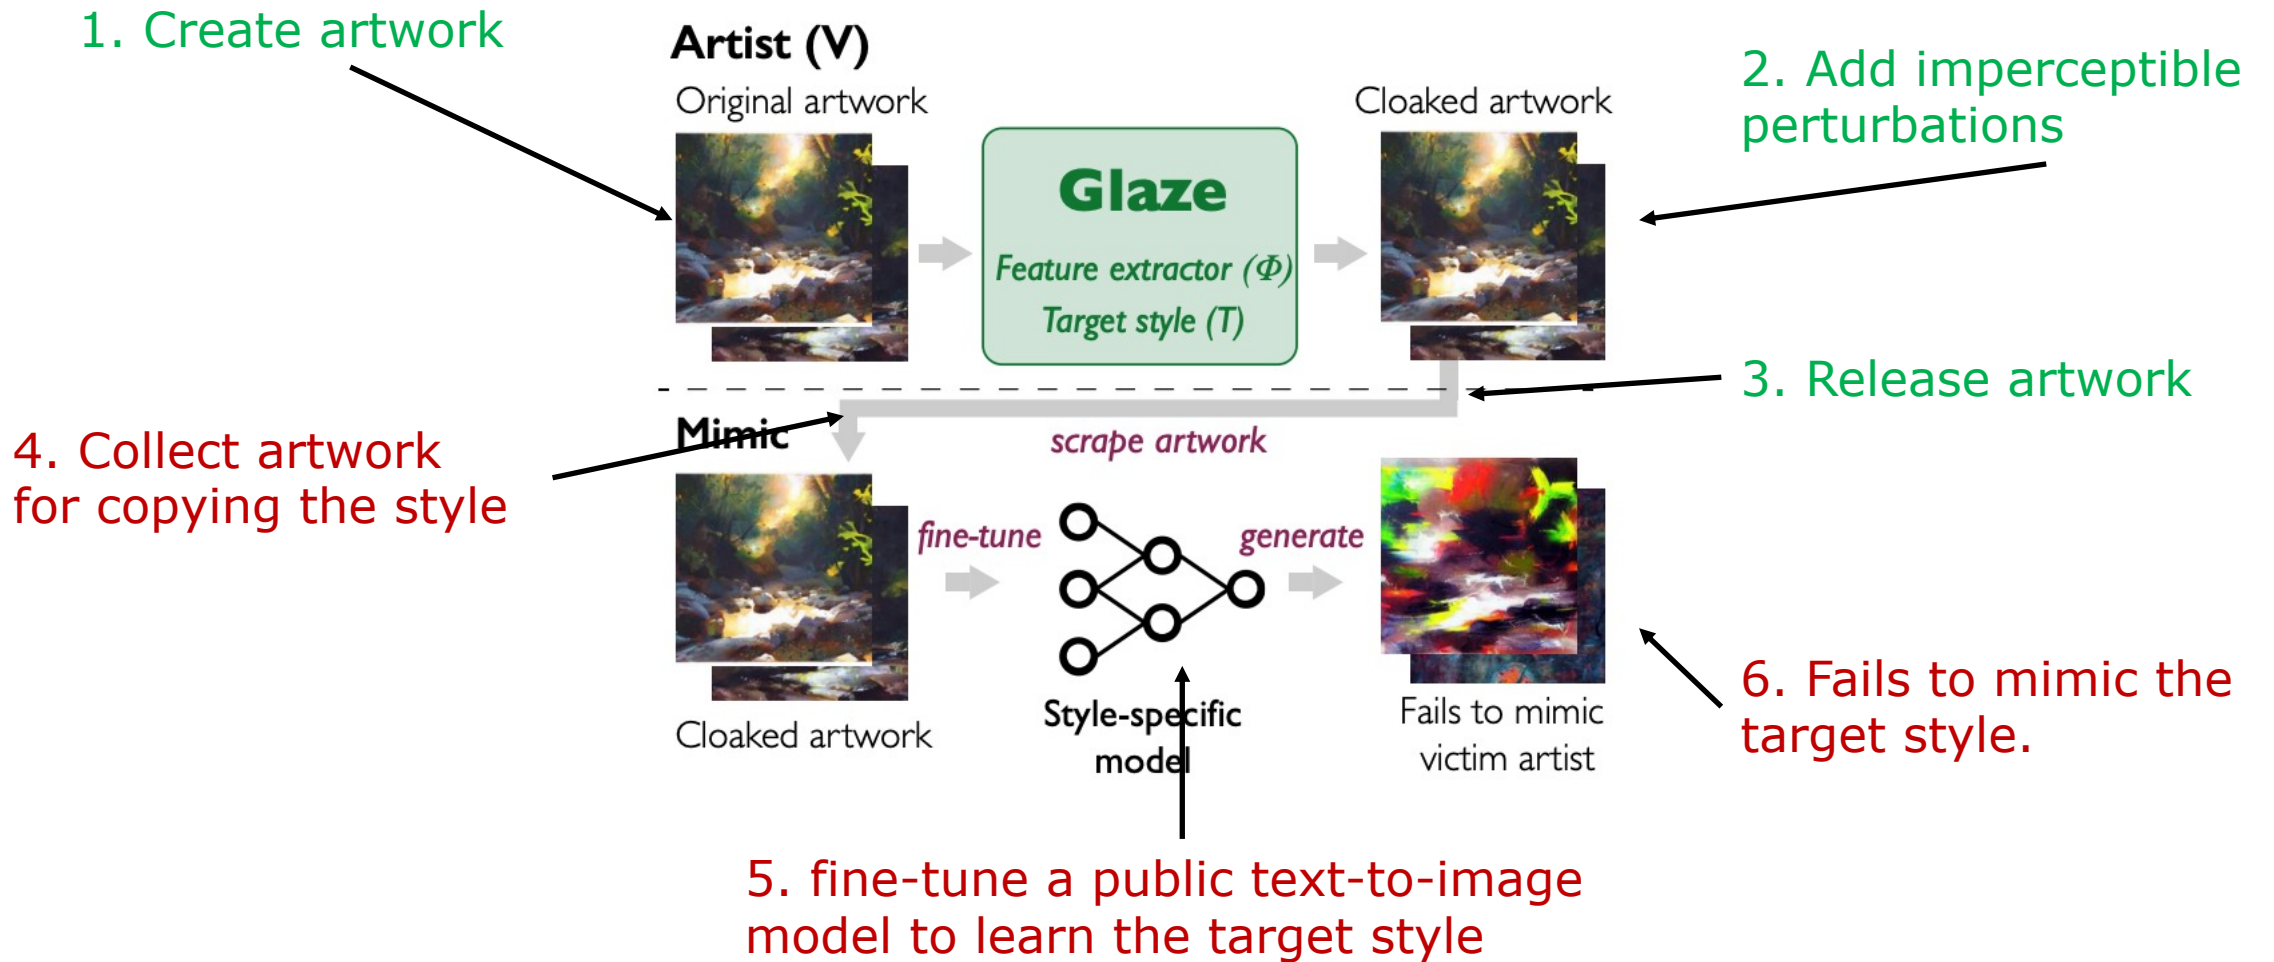 1. Create artwork
Artist (V)
Original artwork
Cloaked artwork
2. Add imperceptible
perturbations
Glaze
Feature extractor (Φ)
Target style (T)
3. Release artwork
Mimic
scrape artwork
4. Collect artwork
for copying the style
fine-tune
generate
Cloaked artwork
Style-specific
model
Fails to mimic
victim artist
6. Fails to mimic the
target style.
5. fine-tune a public text-to-image
model to learn the target style